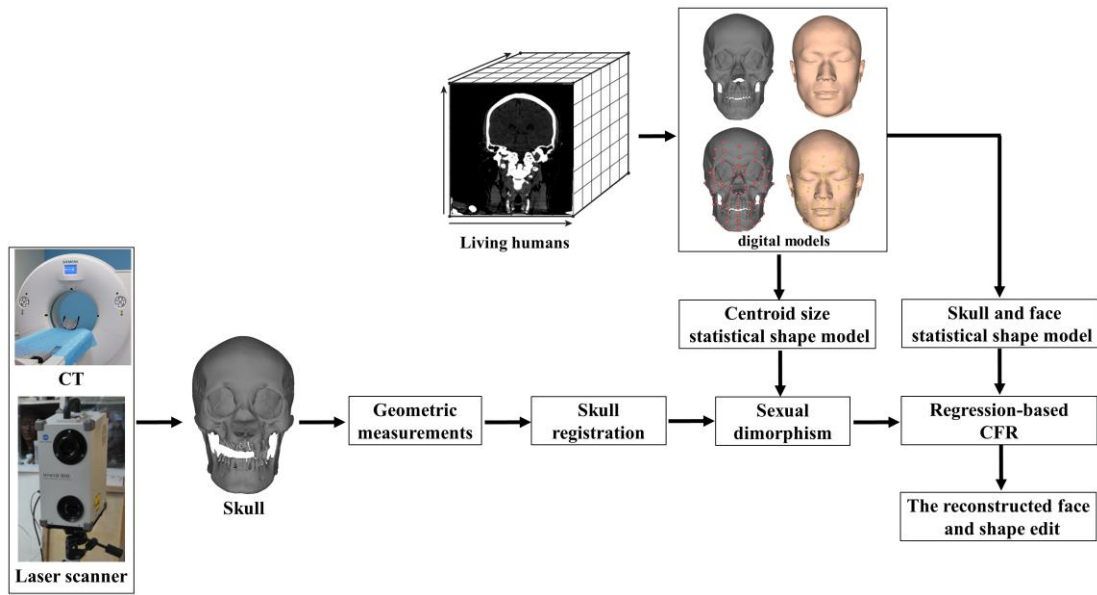 Living humans
digital models
Centroid size
statistical shape model
Skull and face
statistical shape model
SIEMENS
CT
Laser scanner
Skull
Geometric
measurements
Skull
registration
Sexual
dimorphism
Regression-based
CFR
The reconstructed face
and shape edit